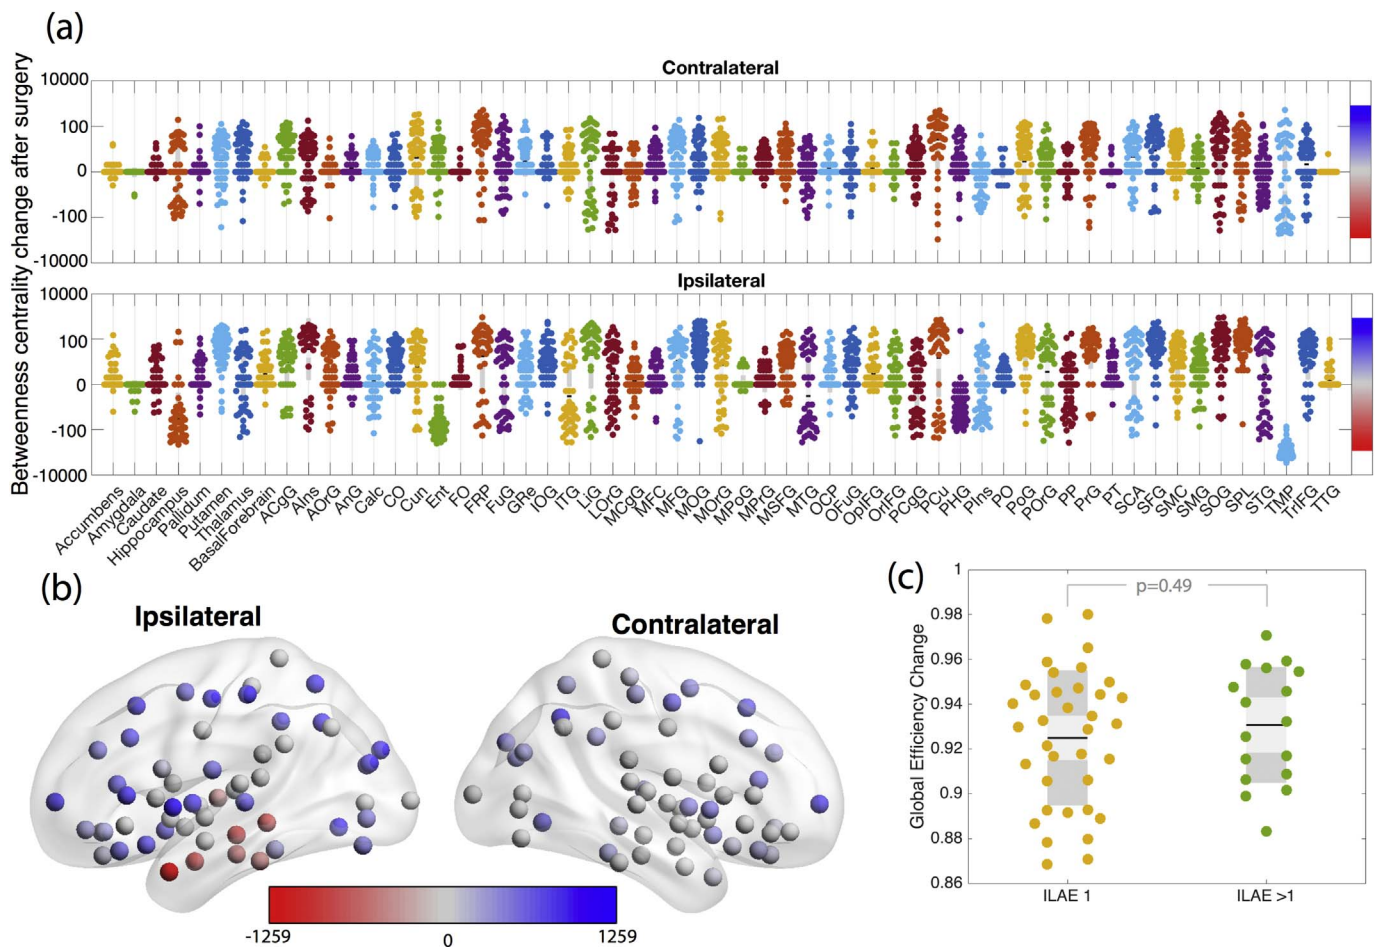 (a)
Contralateral
Betweenness centrality change after surgery
10000
100
0
-100
-10000
Ipsilateral
10000
100
0
-100
-10000
Accumbens
Amygdala
Caudate
Hippocampus
Pallidum
Putamen
Thalamus
BasalForebrain
ACgG
AIns
AOrG
AnG
Calc
CO
Cun
Ent
FO
FRP
FuG
GRe
IOG
ITG
LiG
LOrG
MCgG
MFC
MFG
MOG
MOrG
MPoG
MPrG
MSFG
MTG
OCP
OFuG
OpIFG
OrIFG
PCgG
PCu
PHG
PIns
PO
PoG
POrG
PP
PrG
PT
SCA
SFG
SMC
SMG
SOG
SPL
STG
TMP
TrIFG
TTG
(b)
Ipsilateral
Contralateral
-1259
0
1259
(c)
Global Efficiency Change
1
0.98
0.96
0.94
0.92
0.9
0.88
0.86
p=0.49
ILAE 1
ILAE >1